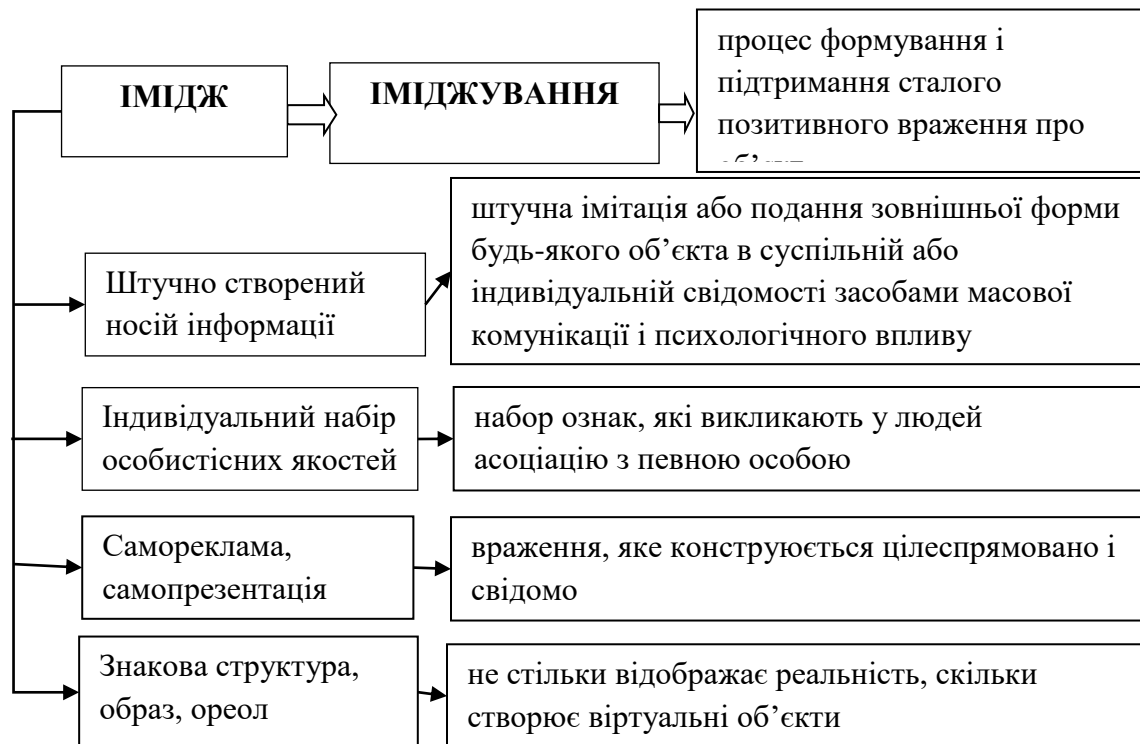 ІМІДЖ
ІМІДЖУВАННЯ
процес формування і
підтримання сталого
позитивного враження про
Штучно створений
носій інформації
штучна імітація або подання зовнішньої форми
будь-якого об’єкта в суспільній або
індивідуальній свідомості засобами масової
комунікації і психологічного впливу
Індивідуальний набір
особистісних якостей
набор ознак, які викликають у людей
асоціацію з певною особою
Самореклама,
самопрезентація
враження, яке конструюється цілеспрямовано і
свідомо
Знакова структура,
образ, ореол
не стільки відображає реальність, скільки
створює віртуальні об’єкти